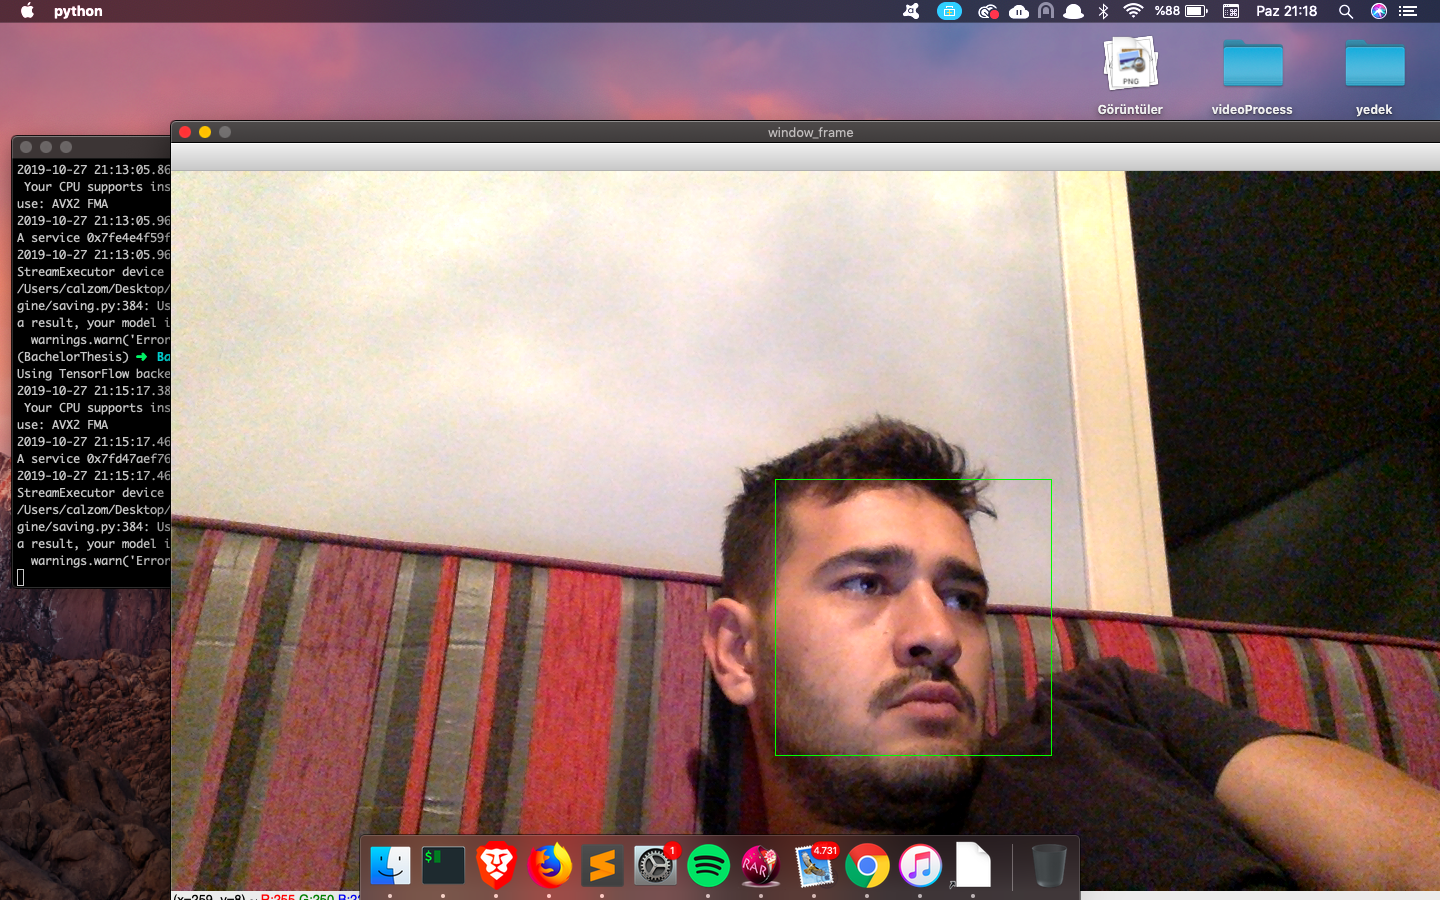 python
%88
Paz 21:18
PNG
Görüntüler
videoProcess
yedek
window_frame
2019-10-27 21:13:05.86
Your CPU supports ins
use: AVX2 FMA
2019-10-27 21:13:05.96
A service 0x7fe4e4f59f
2019-10-27 21:13:05.96
StreamExecutor device
/Users/calzom/Desktop/
gine/saving.py:384: Us
a result, your model i
warnings.warn('Error
(BachelorThesis) ➜ Ba
Using TensorFlow backe
2019-10-27 21:15:17.38
Your CPU supports ins
use: AVX2 FMA
2019-10-27 21:15:17.46
A service 0x7fd47aef76
2019-10-27 21:15:17.46
StreamExecutor device
/Users/calzom/Desktop/
gine/saving.py:384: Us
a result, your model i
warnings.warn('Error
$
1
RAR
4.731
(x=259, y=8) ~ R:255 G:250 B:22